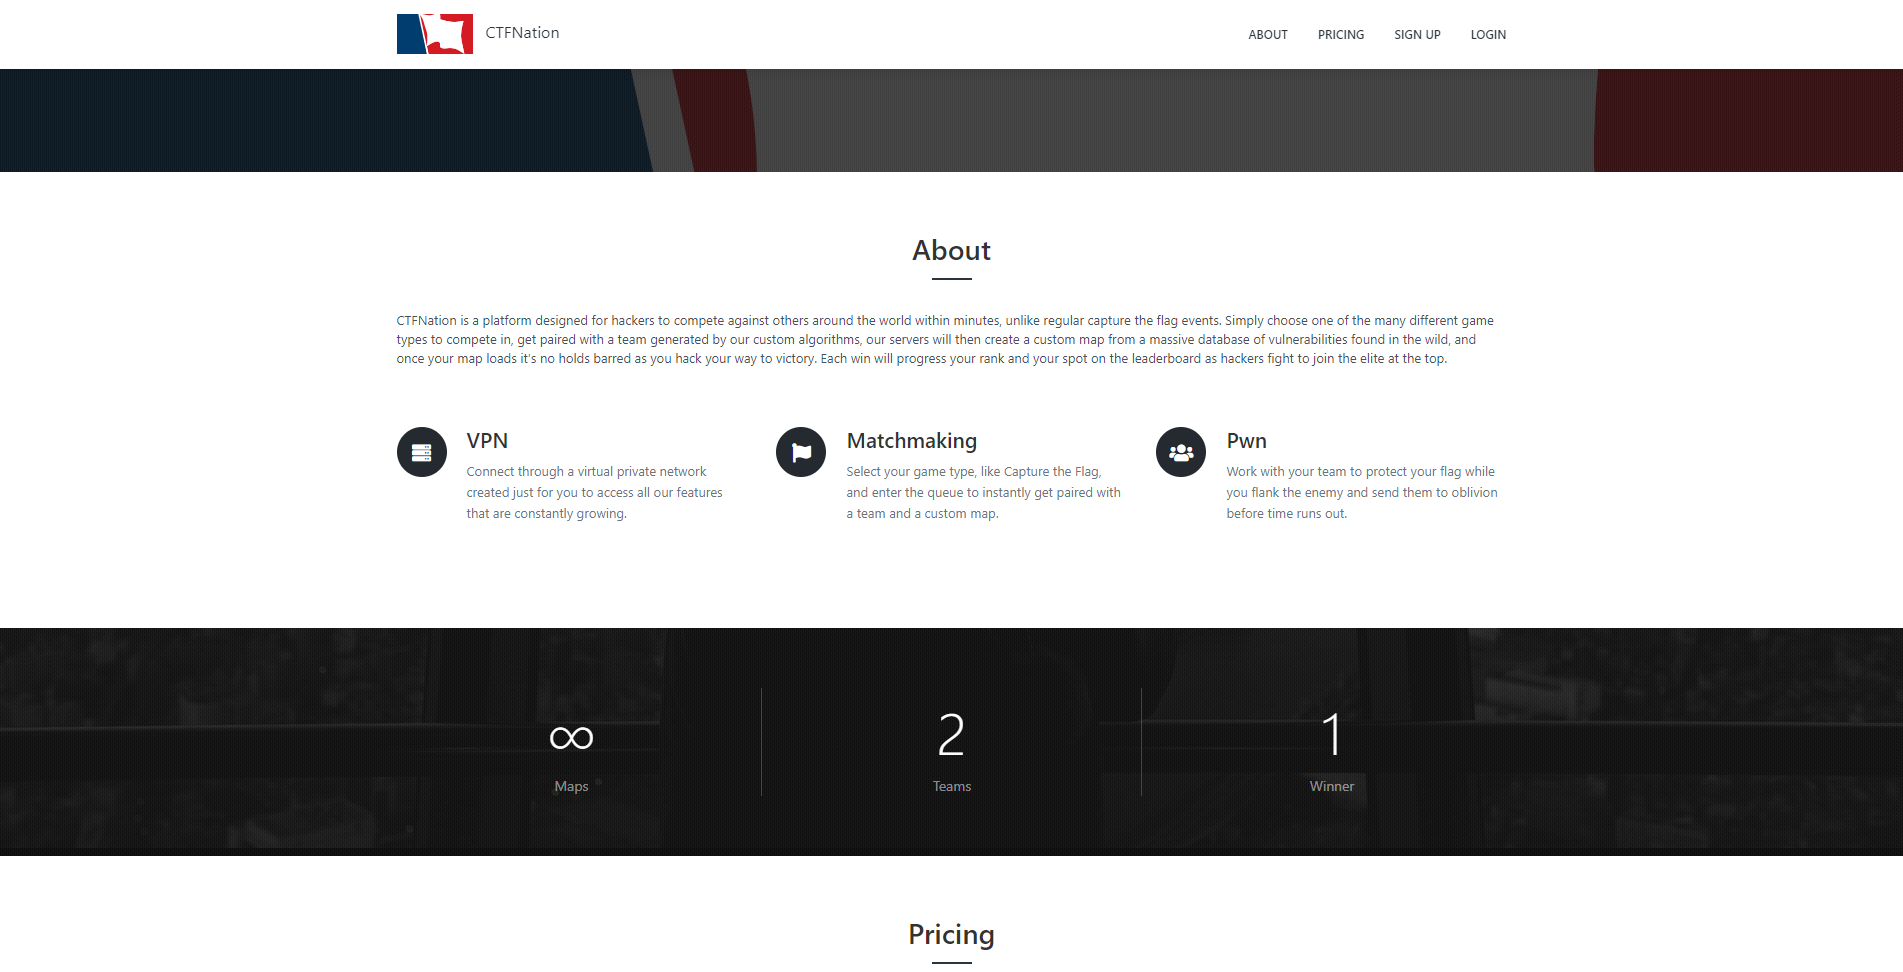 CTFNation
ABOUT PRICING SIGN UP LOGIN
About
CTFNation is a platform designed for hackers to compete against others around the world within minutes, unlike regular capture the flag events. Simply choose one of the many different game
types to compete in, get paired with a team generated by our custom algorithms, our servers will then create a custom map from a massive database of vulnerabilities found in the wild, and
once your map loads it's no holds barred as you hack your way to victory. Each win will progress your rank and your spot on the leaderboard as hackers fight to join the elite at the top.
VPN
Connect through a virtual private network
created just for you to access all our features
that are constantly growing.
Matchmaking
Select your game type, like Capture the Flag,
and enter the queue to instantly get paired with
a team and a custom map.
Pwn
Work with your team to protect your flag while
you flank the enemy and send them to oblivion
before time runs out.
∞
Maps
2
Teams
1
Winner
Pricing